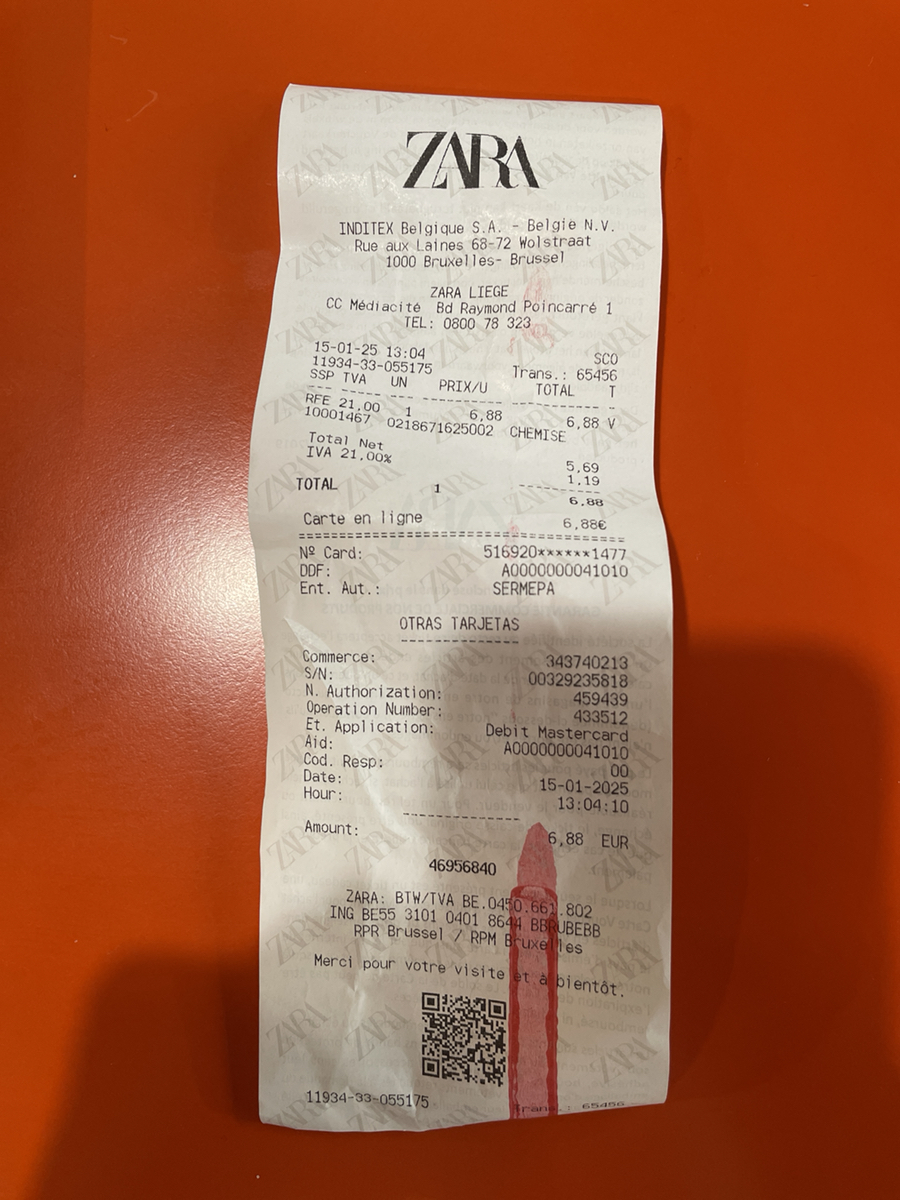 ZARA
INDITEX Belgique S.A. - België N.V.
Rue aux Laines 68-72 Wolstraat
1000 Bruxelles- Brussel
ZARA LIEGE
CC Médiacité Bd Raymond Poincarré 1
TEL: 0800 78 323
15-01-25 13:04 SCO
11934-33-055175 Trans.: 65456
SSP TVA UN PRIX/U TOTAL T
RFE 21,00 1 6,88 6,88 V
10001467 0218671625002 CHEMISE
Total Net 5,69
IVA 21,00% 1,19
TOTAL 1 6,88
Carte en ligne 6,88€
Nº Card: 516920******1477
DDF: A0000000041010
Ent. Aut.: SERMEPA
OTRAS TARJETAS
Commerce: 343740213
S/N: 00329235818
N. Authorization: 459439
Operation Number: 433512
Et. Application: Debit Mastercard
Aid: A0000000041010
Cod. Resp: 00
Date: 15-01-2025
Hour: 13:04:10
Amount: 6,88 EUR
46956840
ZARA: BTW/TVA BE.0450.661.802
ING BE55 3101 0401 8644 BBRUBEBB
RPR Brussel / RPM Bruxelles
Merci pour votre visite et à bientôt.
11934-33-055175 Trans.: 65456